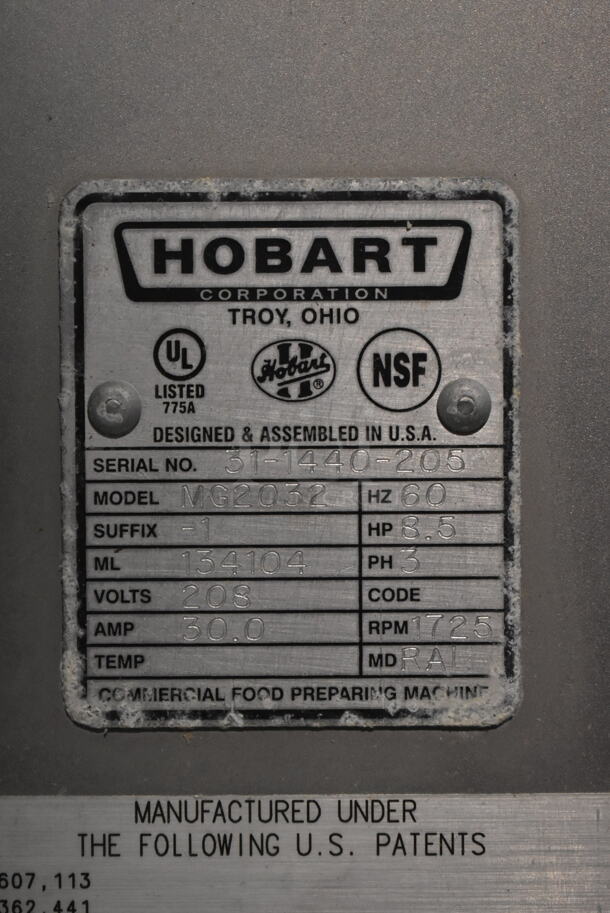 HOBART
CORPORATION
TROY, OHIO
UL
LISTED
775A
Hobart ®
NSF
DESIGNED & ASSEMBLED IN U.S.A.
SERIAL NO. 31-1440-205
MODEL MG2032 HZ 60
SUFFIX -1 HP 8.5
ML 134104 PH 3
VOLTS 208 CODE
AMP 30.0 RPM 1725
TEMP MD RAL
COMMERCIAL FOOD PREPARING MACHINE
MANUFACTURED UNDER
THE FOLLOWING U.S. PATENTS
607,113
362,441